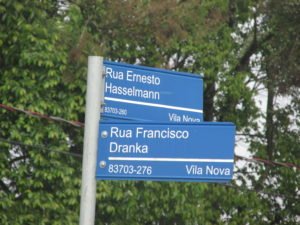 Rua Ernesto
Hasselmann
83703-280 Vila Nova
Rua Francisco
Dranka
83703-276 Vila Nova